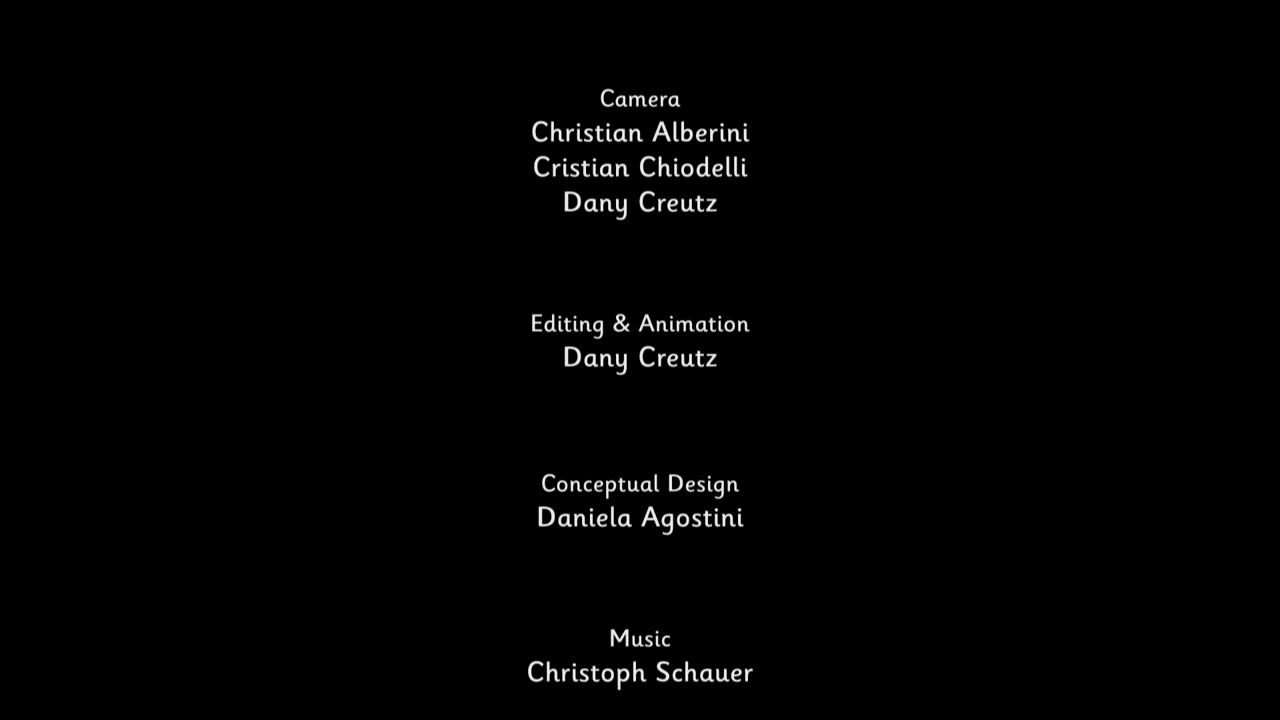 Camera
Christian Alberini
Cristian Chiodelli
Dany Creutz
Editing & Animation
Dany Creutz
Conceptual Design
Daniela Agostini
Music
Christoph Schauer